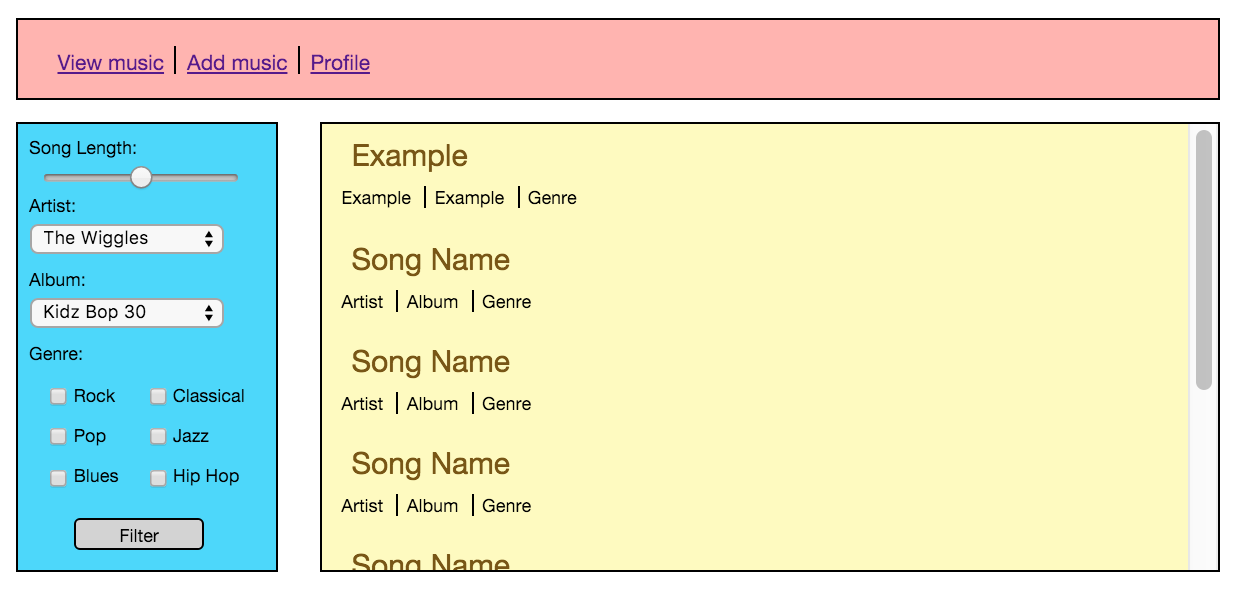 View music Add music Profile
Song Length:
Artist:
The Wiggles
Album:
Kidz Bop 30
Genre:
Rock Classical
Pop Jazz
Blues Hip Hop
Filter
Example
Example Example Genre
Song Name
Artist Album Genre
Song Name
Artist Album Genre
Song Name
Artist Album Genre
Song Name